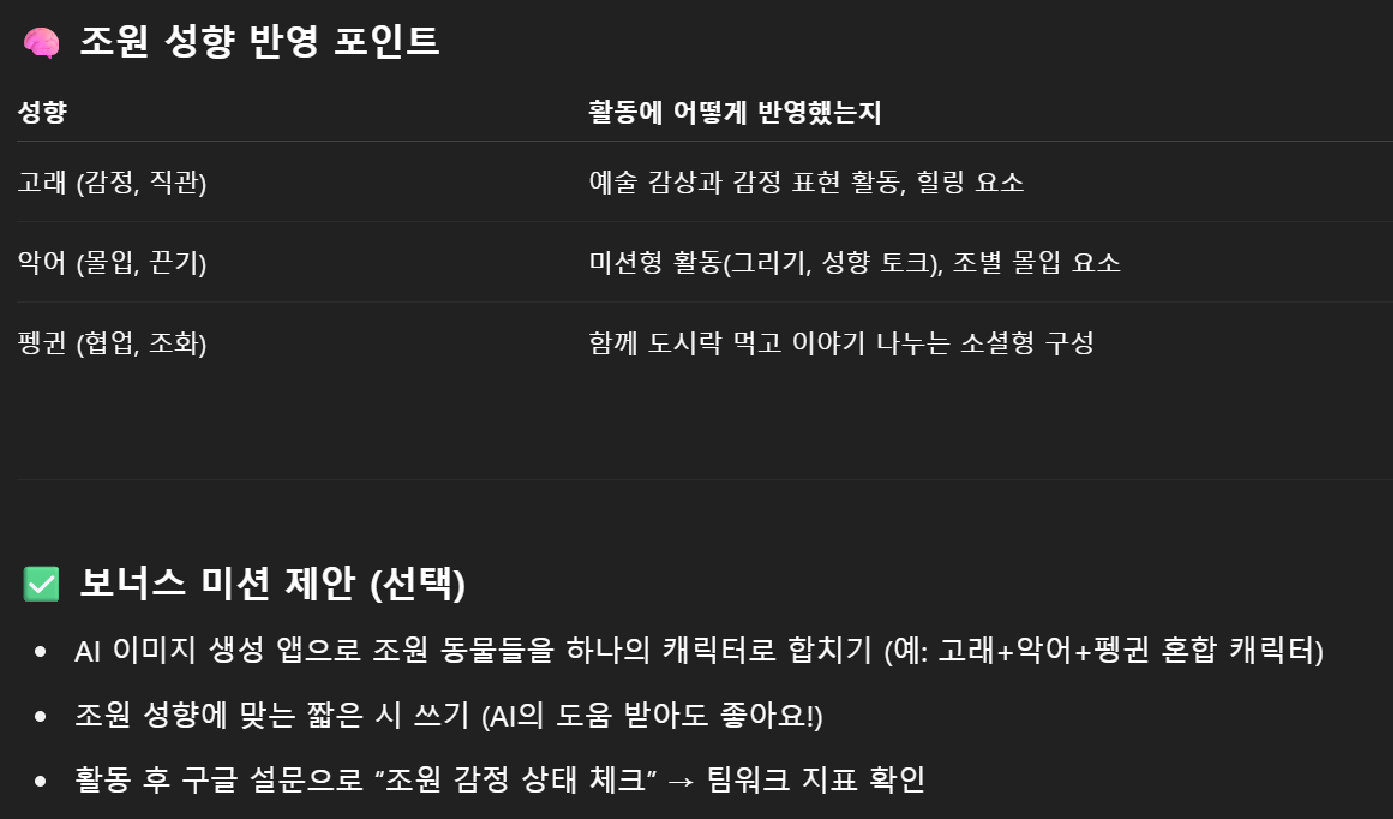 🧠 조원 성향 반영 포인트
성향 활동에 어떻게 반영했는지
고래 (감정, 직관) 예술 감상과 감정 표현 활동, 힐링 요소
악어 (몰입, 끈기) 미션형 활동(그리기, 성향 토크), 조별 몰입 요소
펭귄 (협업, 조화) 함께 도시락 먹고 이야기 나누는 소셜형 구성
✅ 보너스 미션 제안 (선택)
• AI 이미지 생성 앱으로 조원 동물들을 하나의 캐릭터로 합치기 (예: 고래+악어+펭귄 혼합 캐릭터)
• 조원 성향에 맞는 짧은 시 쓰기 (AI의 도움 받아도 좋아요!)
• 활동 후 구글 설문으로 “조원 감정 상태 체크” → 팀워크 지표 확인